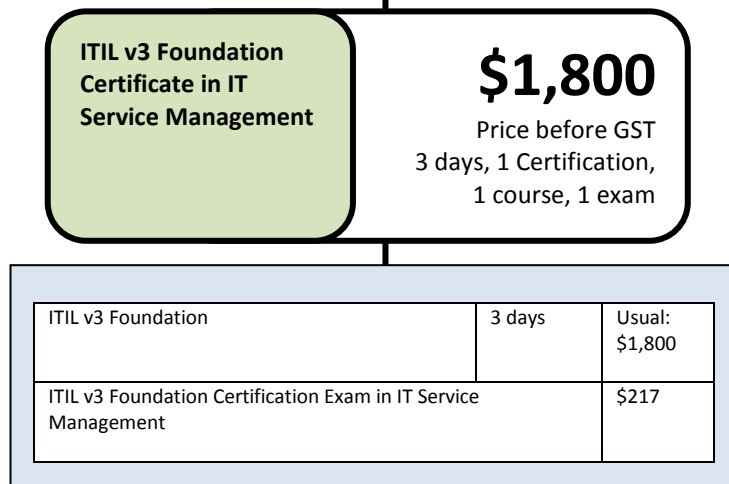 ITIL v3 Foundation
Certificate in IT
Service Management
$1,800
Price before GST
3 days, 1 Certification,
1 course, 1 exam
ITIL v3 Foundation
3 days
Usual:
$1,800
ITIL v3 Foundation Certification Exam in IT Service
Management
$217